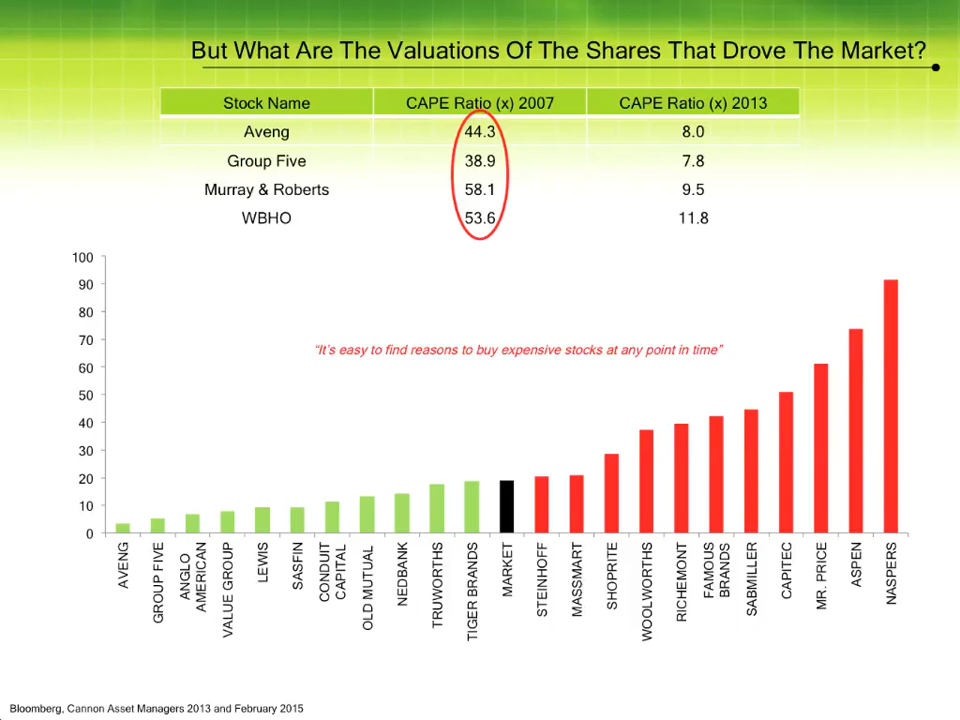 But What Are The Valuations Of The Shares That Drove The Market?
Stock Name CAPE Ratio (x) 2007 CAPE Ratio (x) 2013
Aveng 44.3 8.0
Group Five 38.9 7.8
Murray & Roberts 58.1 9.5
WBHO 53.6 11.8
100
90
80
70
60
50
40
30
20
10
0
“It’s easy to find reasons to buy expensive stocks at any point in time”
AVENG
GROUP FIVE
ANGLO
AMERICAN
VALUE GROUP
LEWIS
SASFIN
CONDUIT
CAPITAL
OLD MUTUAL
NEDBANK
TRUWORTHS
TIGER BRANDS
MARKET
STEINHOFF
MASSMART
SHOPRITE
WOOLWORTHS
RICHEMONT
FAMOUS
BRANDS
SABMILLER
CAPITEC
MR. PRICE
ASPEN
NASPERS
Bloomberg, Cannon Asset Managers 2013 and February 2015